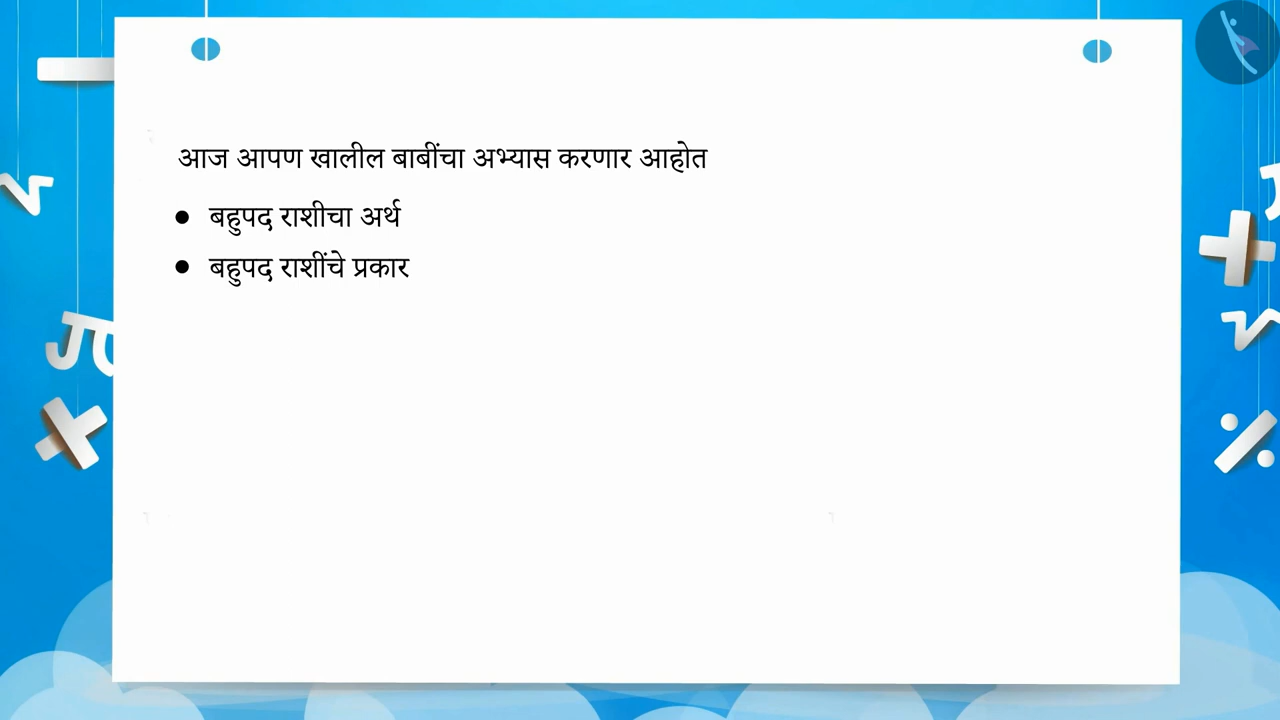 आज आपण खालील बाबींचा अभ्यास करणार आहोत
● बहुपद राशीचा अर्थ
● बहुपद राशींचे प्रकार